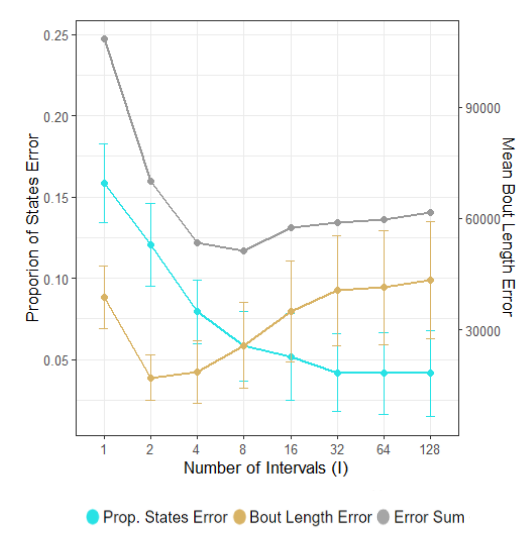 0.25
0.20
0.15
0.10
0.05
Proporion of States Error
90000
60000
30000
Mean Bout Length Error
1 2 4 8 16 32 64 128
Number of Intervals (I)
Prop. States Error Bout Length Error Error Sum